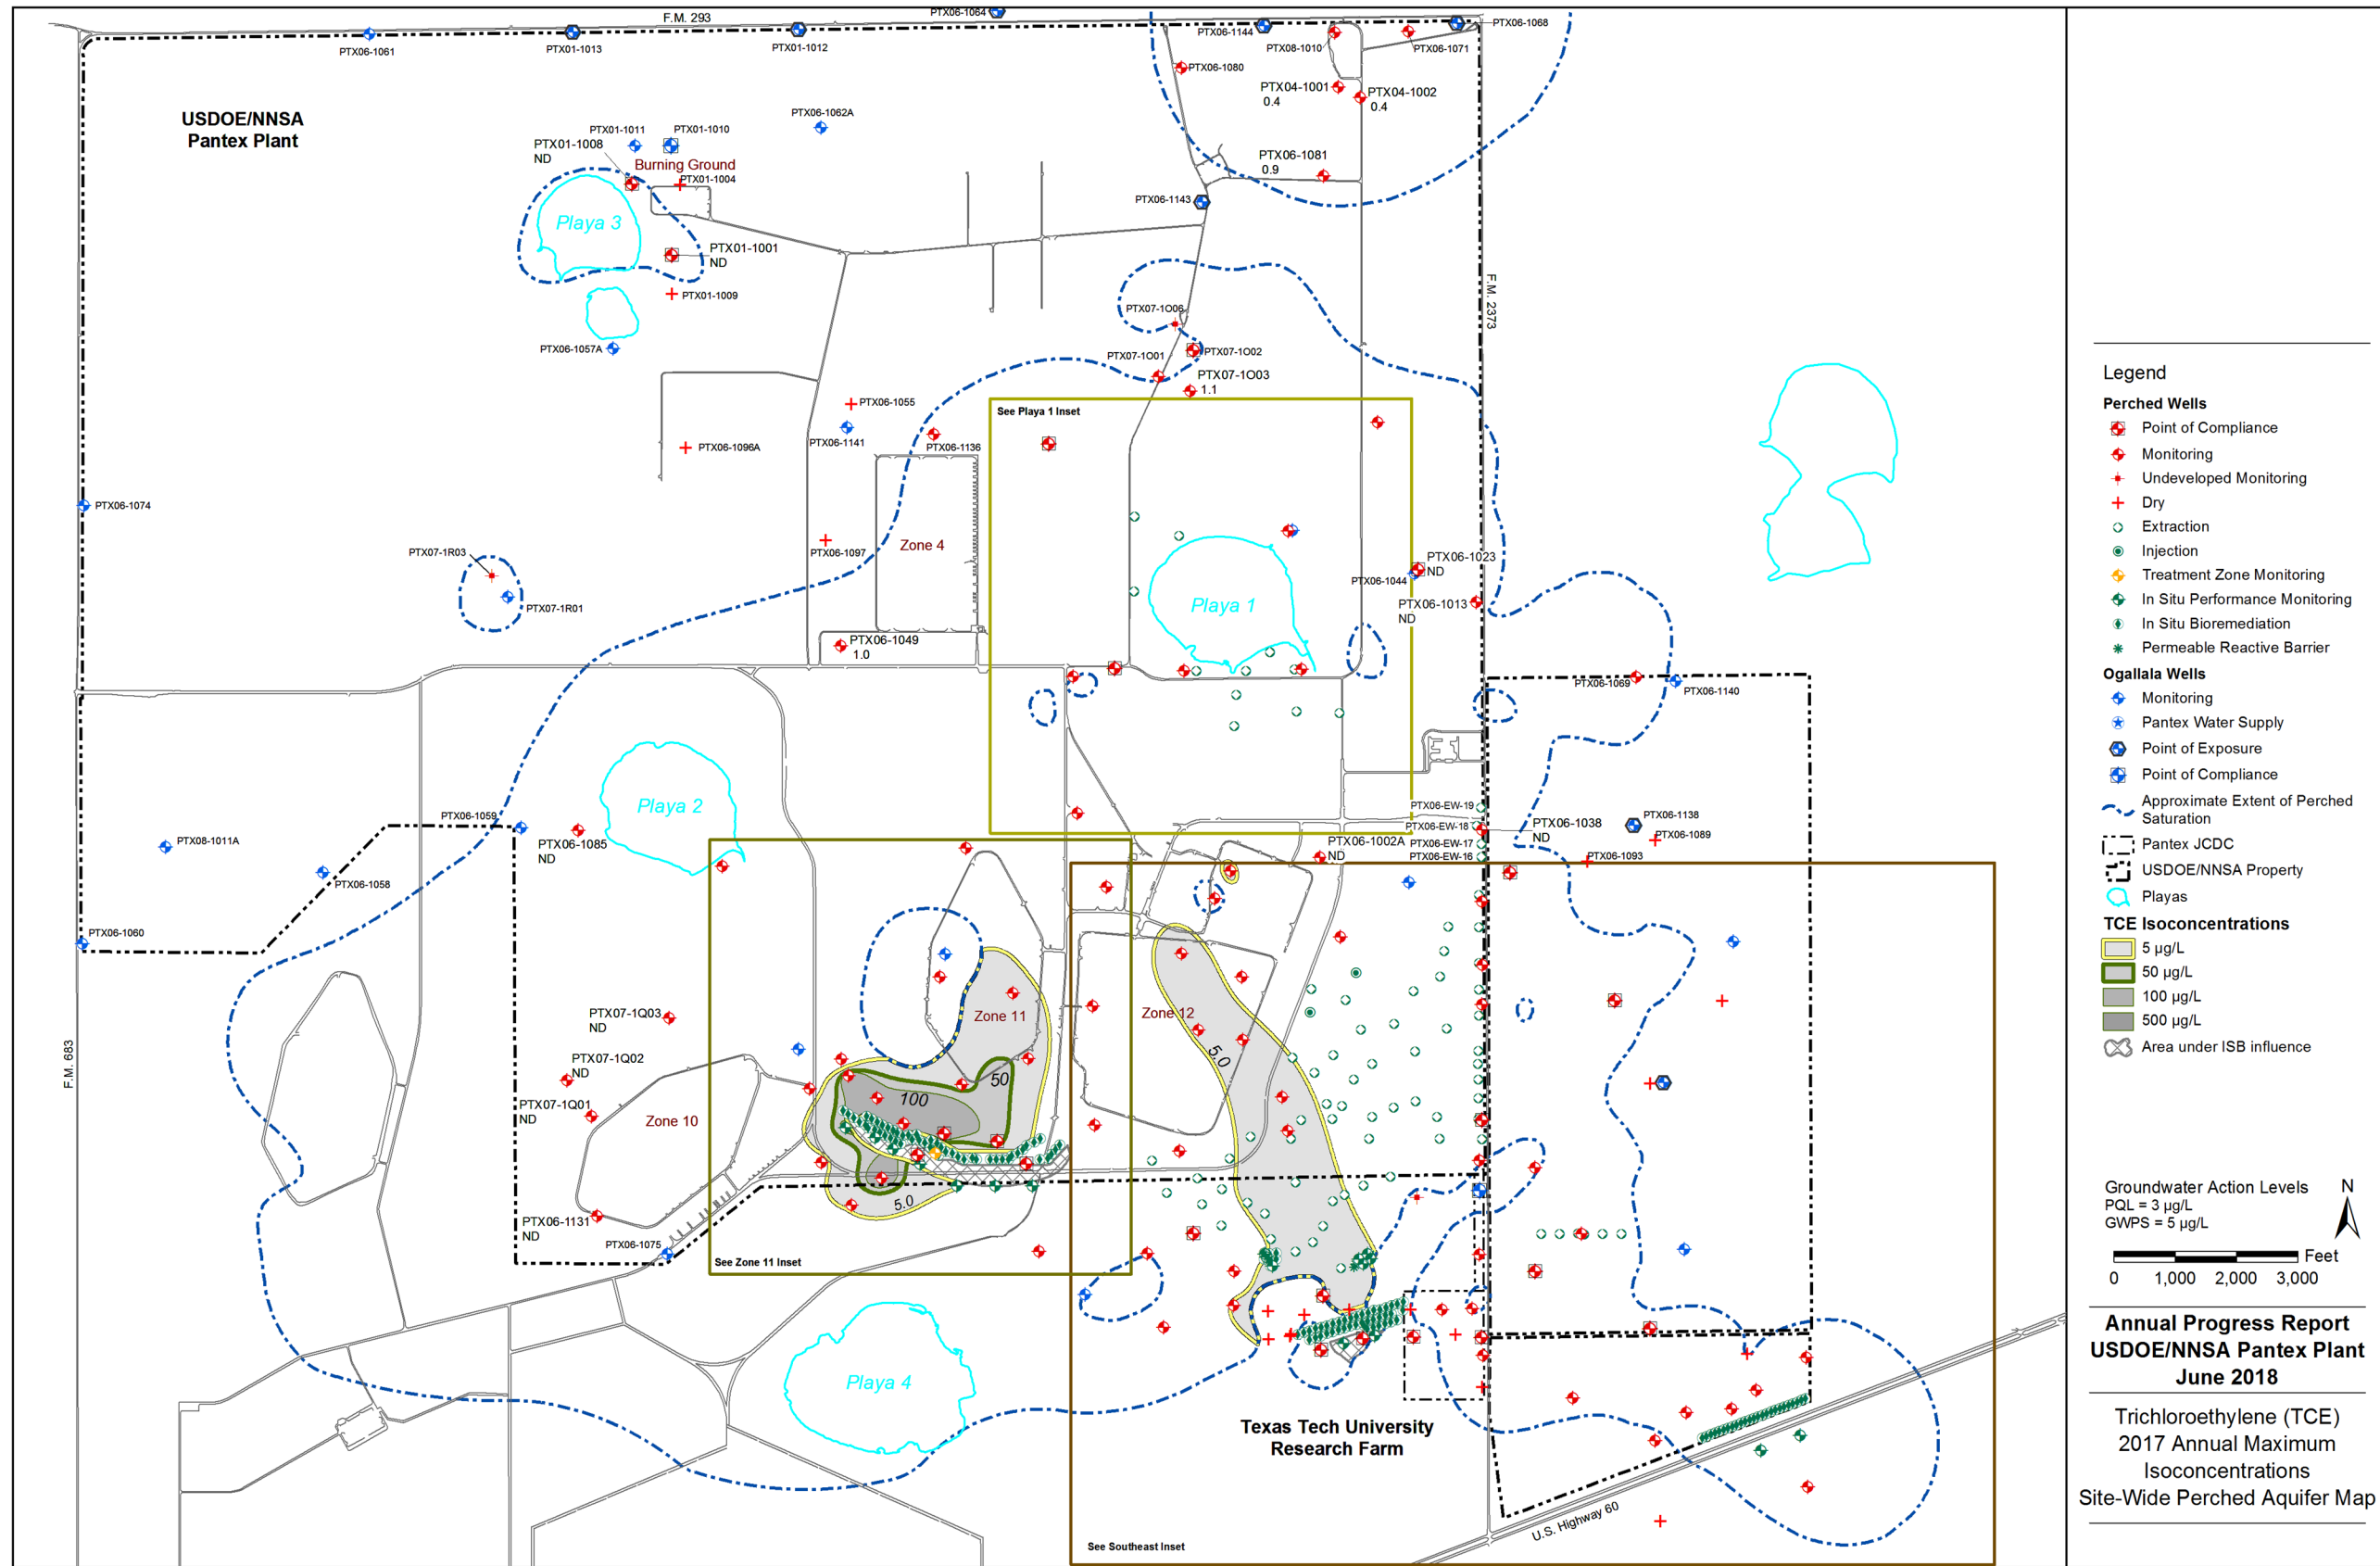 F.M. 293
PTX06-1064
PTX06-1061
PTX01-1013
PTX01-1012
PTX06-1144
PTX06-1068
PTX08-1010
PTX06-1071
PTX06-1080
PTX04-1001
0.4
PTX04-1002
0.4
USDOE/NNSA
Pantex Plant
PTX06-1062A
PTX01-1011
PTX01-1010
PTX01-1008
ND
Burning Ground
PTX01-1004
PTX06-1081
0.9
PTX06-1143
Playa 3
PTX01-1001
ND
PTX01-1009
F.M. 2373
PTX07-1O06
PTX06-1057A
PTX07-1O01
PTX07-1O02
PTX07-1O03
1.1
PTX06-1055
See Playa 1 Inset
PTX06-1141
PTX06-1136
PTX06-1096A
PTX06-1074
PTX07-1R03
PTX06-1097
Zone 4
PTX06-1023
ND
PTX06-1044
PTX07-1R01
Playa 1
PTX06-1013
ND
PTX06-1049
1.0
PTX06-1069
PTX06-1140
Playa 2
PTX06-EW-19
PTX06-1059
PTX06-EW-18
PTX06-1038
ND
PTX06-1138
PTX08-1011A
PTX06-1085
ND
PTX06-1002A
ND
PTX06-EW-17
PTX06-EW-16
PTX06-1089
PTX06-1093
PTX06-1058
PTX06-1060
PTX07-1Q03
ND
Zone 11
Zone 12
F.M. 683
PTX07-1Q02
ND
5.0
50
100
PTX07-1Q01
ND
Zone 10
5.0
PTX06-1131
ND
PTX06-1075
See Zone 11 Inset
Playa 4
Texas Tech University
Research Farm
U.S. Highway 60
See Southeast Inset
Legend
Perched Wells
Point of Compliance
Monitoring
Undeveloped Monitoring
Dry
Extraction
Injection
Treatment Zone Monitoring
In Situ Performance Monitoring
In Situ Bioremediation
Permeable Reactive Barrier
Ogallala Wells
Monitoring
Pantex Water Supply
Point of Exposure
Point of Compliance
Approximate Extent of Perched
Saturation
Pantex JCDC
USDOE/NNSA Property
Playas
TCE Isoconcentrations
5 µg/L
50 µg/L
100 µg/L
500 µg/L
Area under ISB influence
Groundwater Action Levels
PQL = 3 µg/L
GWPS = 5 µg/L
N
Feet
0 1,000 2,000 3,000
Annual Progress Report
USDOE/NNSA Pantex Plant
June 2018
Trichloroethylene (TCE)
2017 Annual Maximum
Isoconcentrations
Site-Wide Perched Aquifer Map